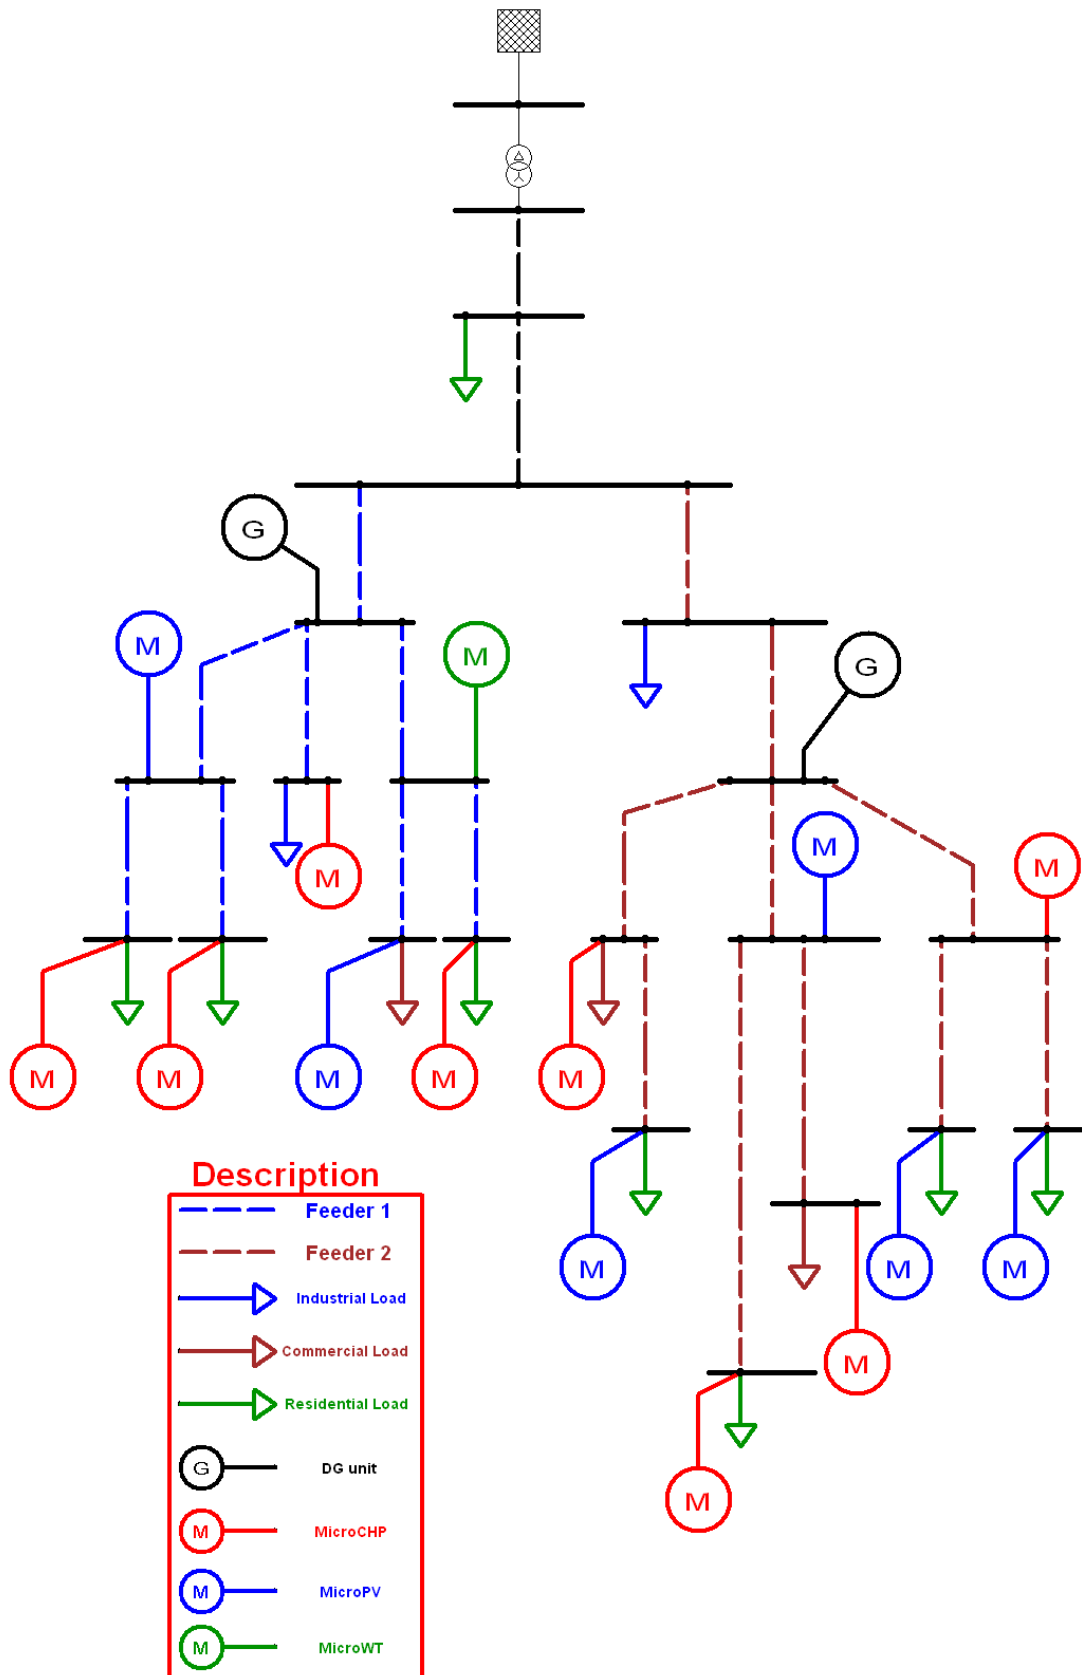 G
M
M
G
M
M
M
M
M
M
M
M
M
M
M
M
M
M
Description
Feeder 1
Feeder 2
Industrial Load
Commercial Load
Residential Load
G DG unit
M MicroCHP
M MicroPV
M MicroWT